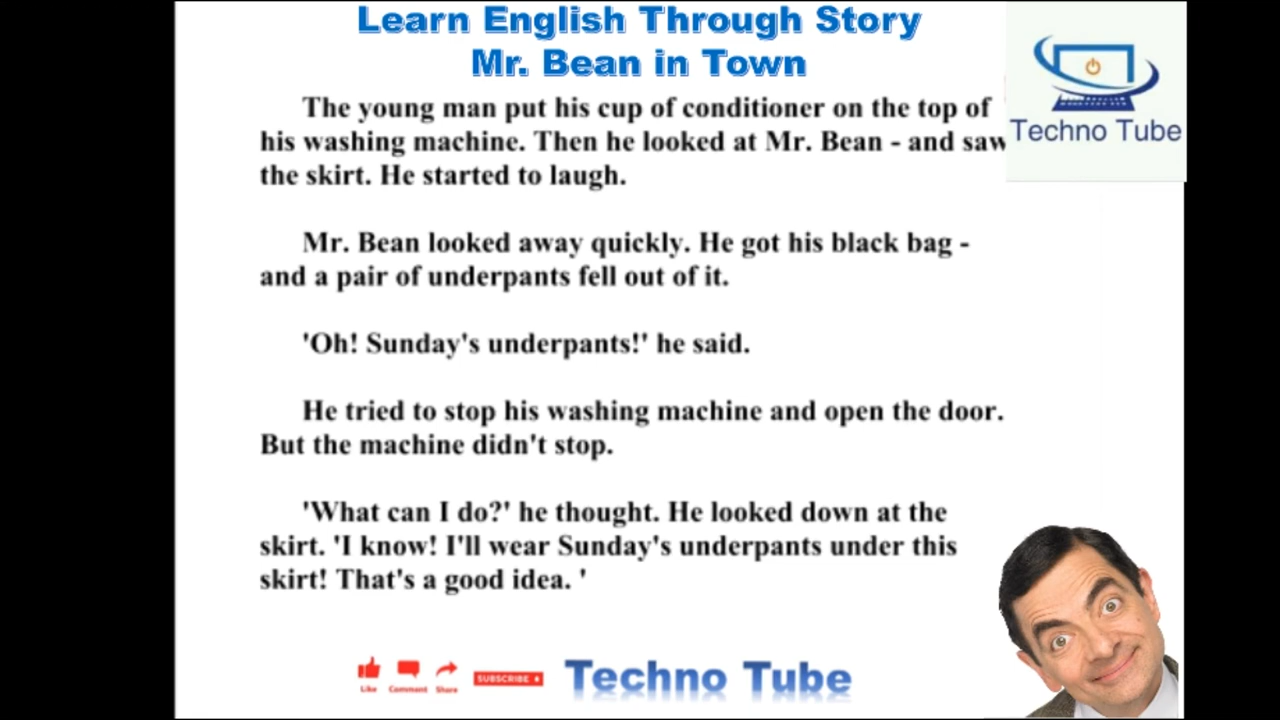 Learn English Through Story
Mr. Bean in Town
Techno Tube
The young man put his cup of conditioner on the top of
his washing machine. Then he looked at Mr. Bean - and saw
the skirt. He started to laugh.
Mr. Bean looked away quickly. He got his black bag -
and a pair of underpants fell out of it.
'Oh! Sunday's underpants!' he said.
He tried to stop his washing machine and open the door.
But the machine didn't stop.
'What can I do?' he thought. He looked down at the
skirt. 'I know! I'll wear Sunday's underpants under this
skirt! That's a good idea. '
Like Comment Share SUBSCRIBE Techno Tube